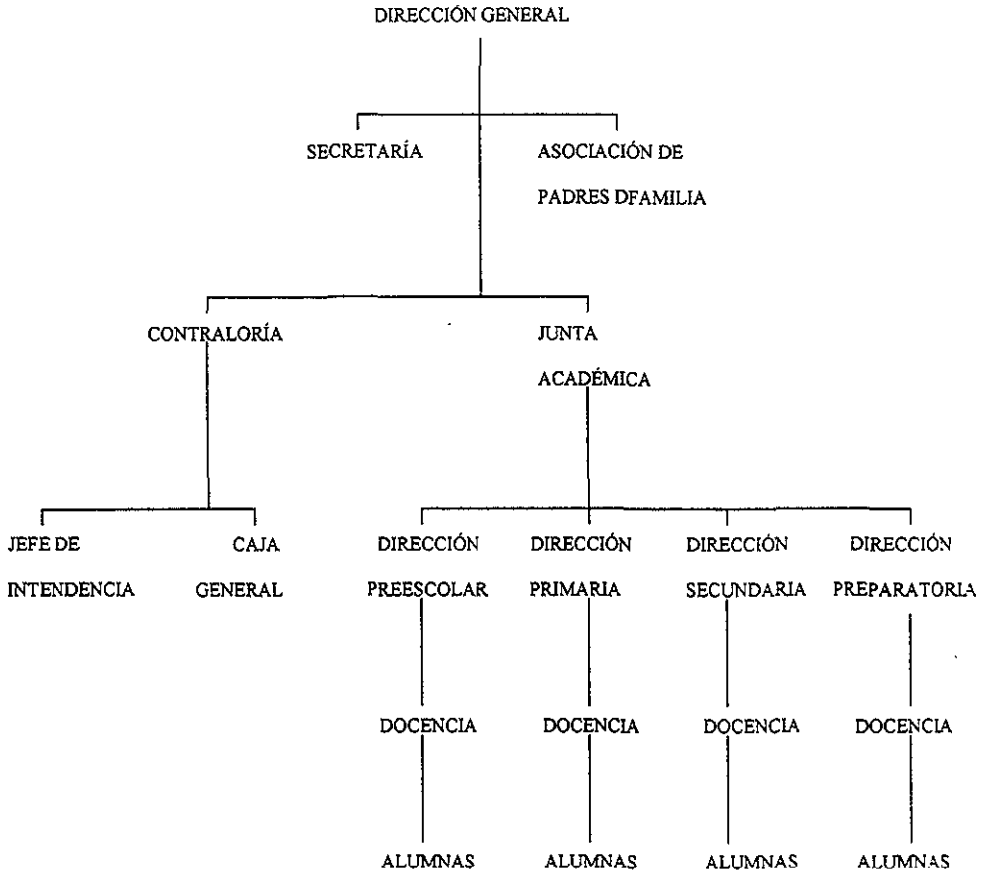 DIRECCIÓN GENERAL
SECRETARÍA
ASOCIACIÓN DE
PADRES DFAMILIA
CONTRALORÍA
JUNTA
ACADÉMICA
JEFE DE
INTENDENCIA
CAJA
GENERAL
DIRECCIÓN
PREESCOLAR
DIRECCIÓN
PRIMARIA
DIRECCIÓN
SECUNDARIA
DIRECCIÓN
PREPARATORIA
DOCENCIA
DOCENCIA
DOCENCIA
DOCENCIA
ALUMNAS
ALUMNAS
ALUMNAS
ALUMNAS